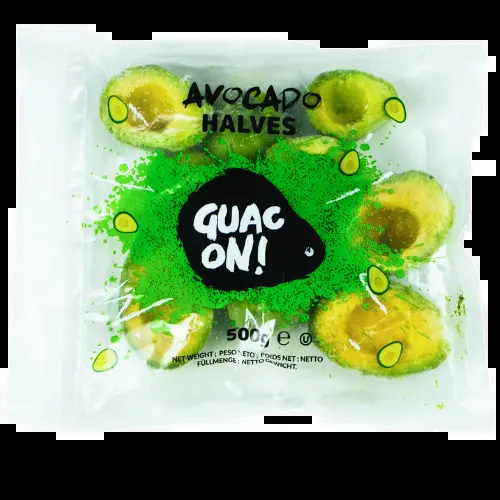 AVOCADO
HALVES
GUAC
ON!
500g ℮ U
NET-WEIGHT ; PESO NETO ; POIDS NET ; NETTO
FÜLLMENGE ; NETTO GEWICHT.